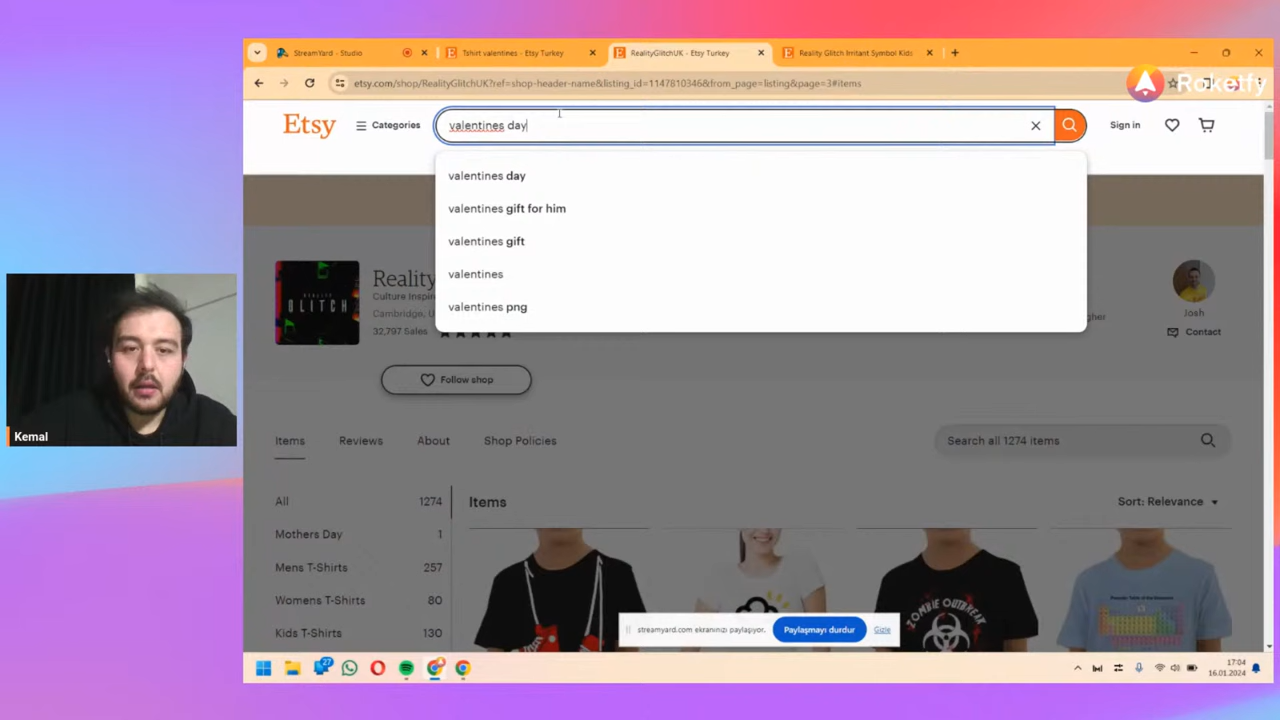 StreamYard - Studio
Tshirt valentines - Etsy Turkey
RealityGlitchUK - Etsy Turkey
Reality Glitch Irritant Symbol Kids
etsy.com/shop/RealityGlitchUK?ref=shop-header-name&listing_id=1147810346&from_page=listing&page=3#items
Roketfy
Etsy
Categories
valentines day
Sign in
valentines day
valentines gift for him
valentines gift
valentines
valentines png
Reality
Culture Inspi
Cambridge, U
32,797 Sales
REALITY
GLITCH
Josh
Contact
Follow shop
Items
Reviews
About
Shop Policies
Search all 1274 items
All 1274
Mothers Day 1
Mens T-Shirts 257
Womens T-Shirts 80
Kids T-Shirts 130
Items
Sort: Relevance
ZOMBIE OUTBREAK
streamyard.com ekranınızı paylaşıyor.
Paylaşmayı durdur
Gizle
Kemal
27
17:04
16.01.2024